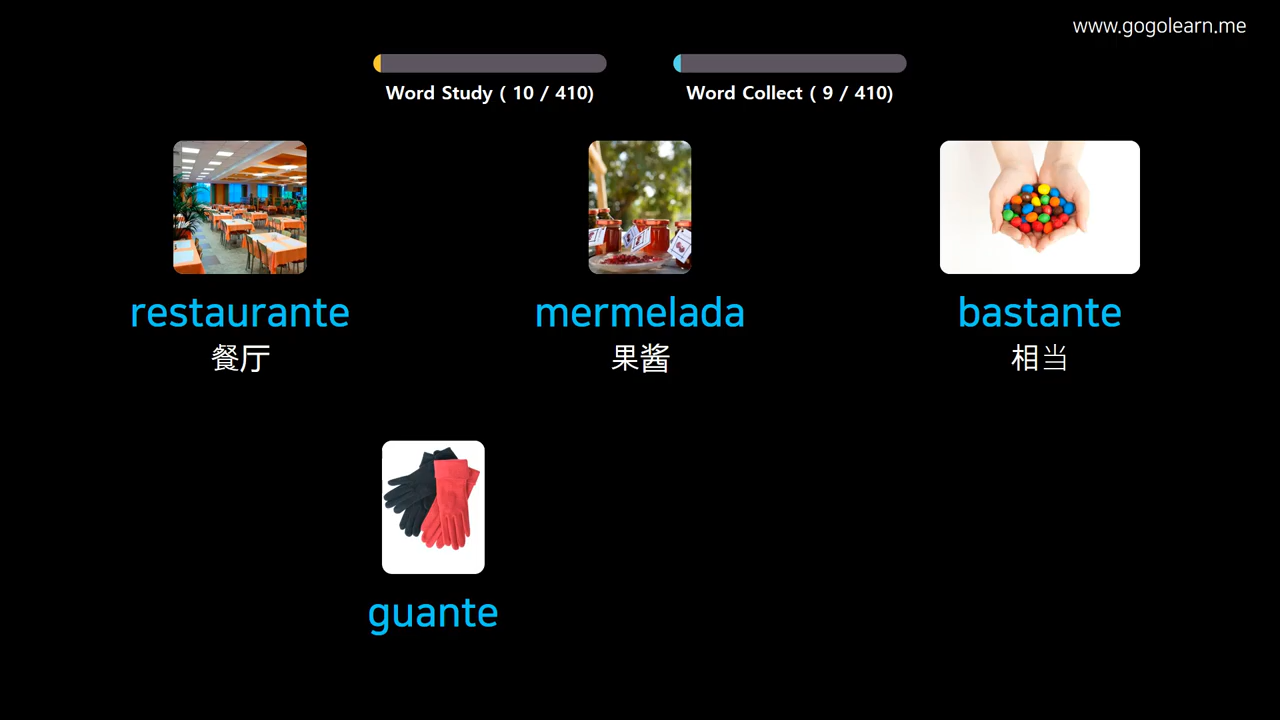 www.gogolearn.me
Word Study ( 10 / 410)
Word Collect ( 9 / 410)
restaurante
餐厅
mermelada
果酱
bastante
相当
guante